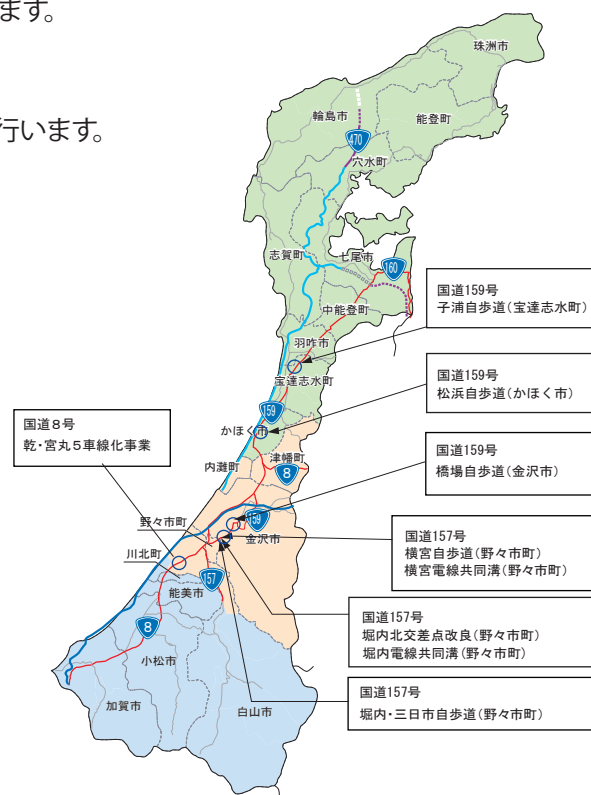 ます。
行います。
珠洲市
輪島市
能登町
470
穴水町
志賀町
七尾市
160
中能登町
国道159号
子浦自歩道(宝達志水町)
羽咋市
宝達志水町
国道159号
松浜自歩道(かほく市)
159
かほく市
国道8号
乾・宮丸5車線化事業
津幡町
内灘町
8
国道159号
橋場自歩道(金沢市)
159
野々市町
金沢市
川北町
国道157号
横宮自歩道(野々市町)
横宮電線共同溝(野々市町)
157
能美市
国道157号
堀内北交差点改良(野々市町)
堀内電線共同溝(野々市町)
8
小松市
国道157号
堀内・三日市自歩道(野々市町)
加賀市
白山市